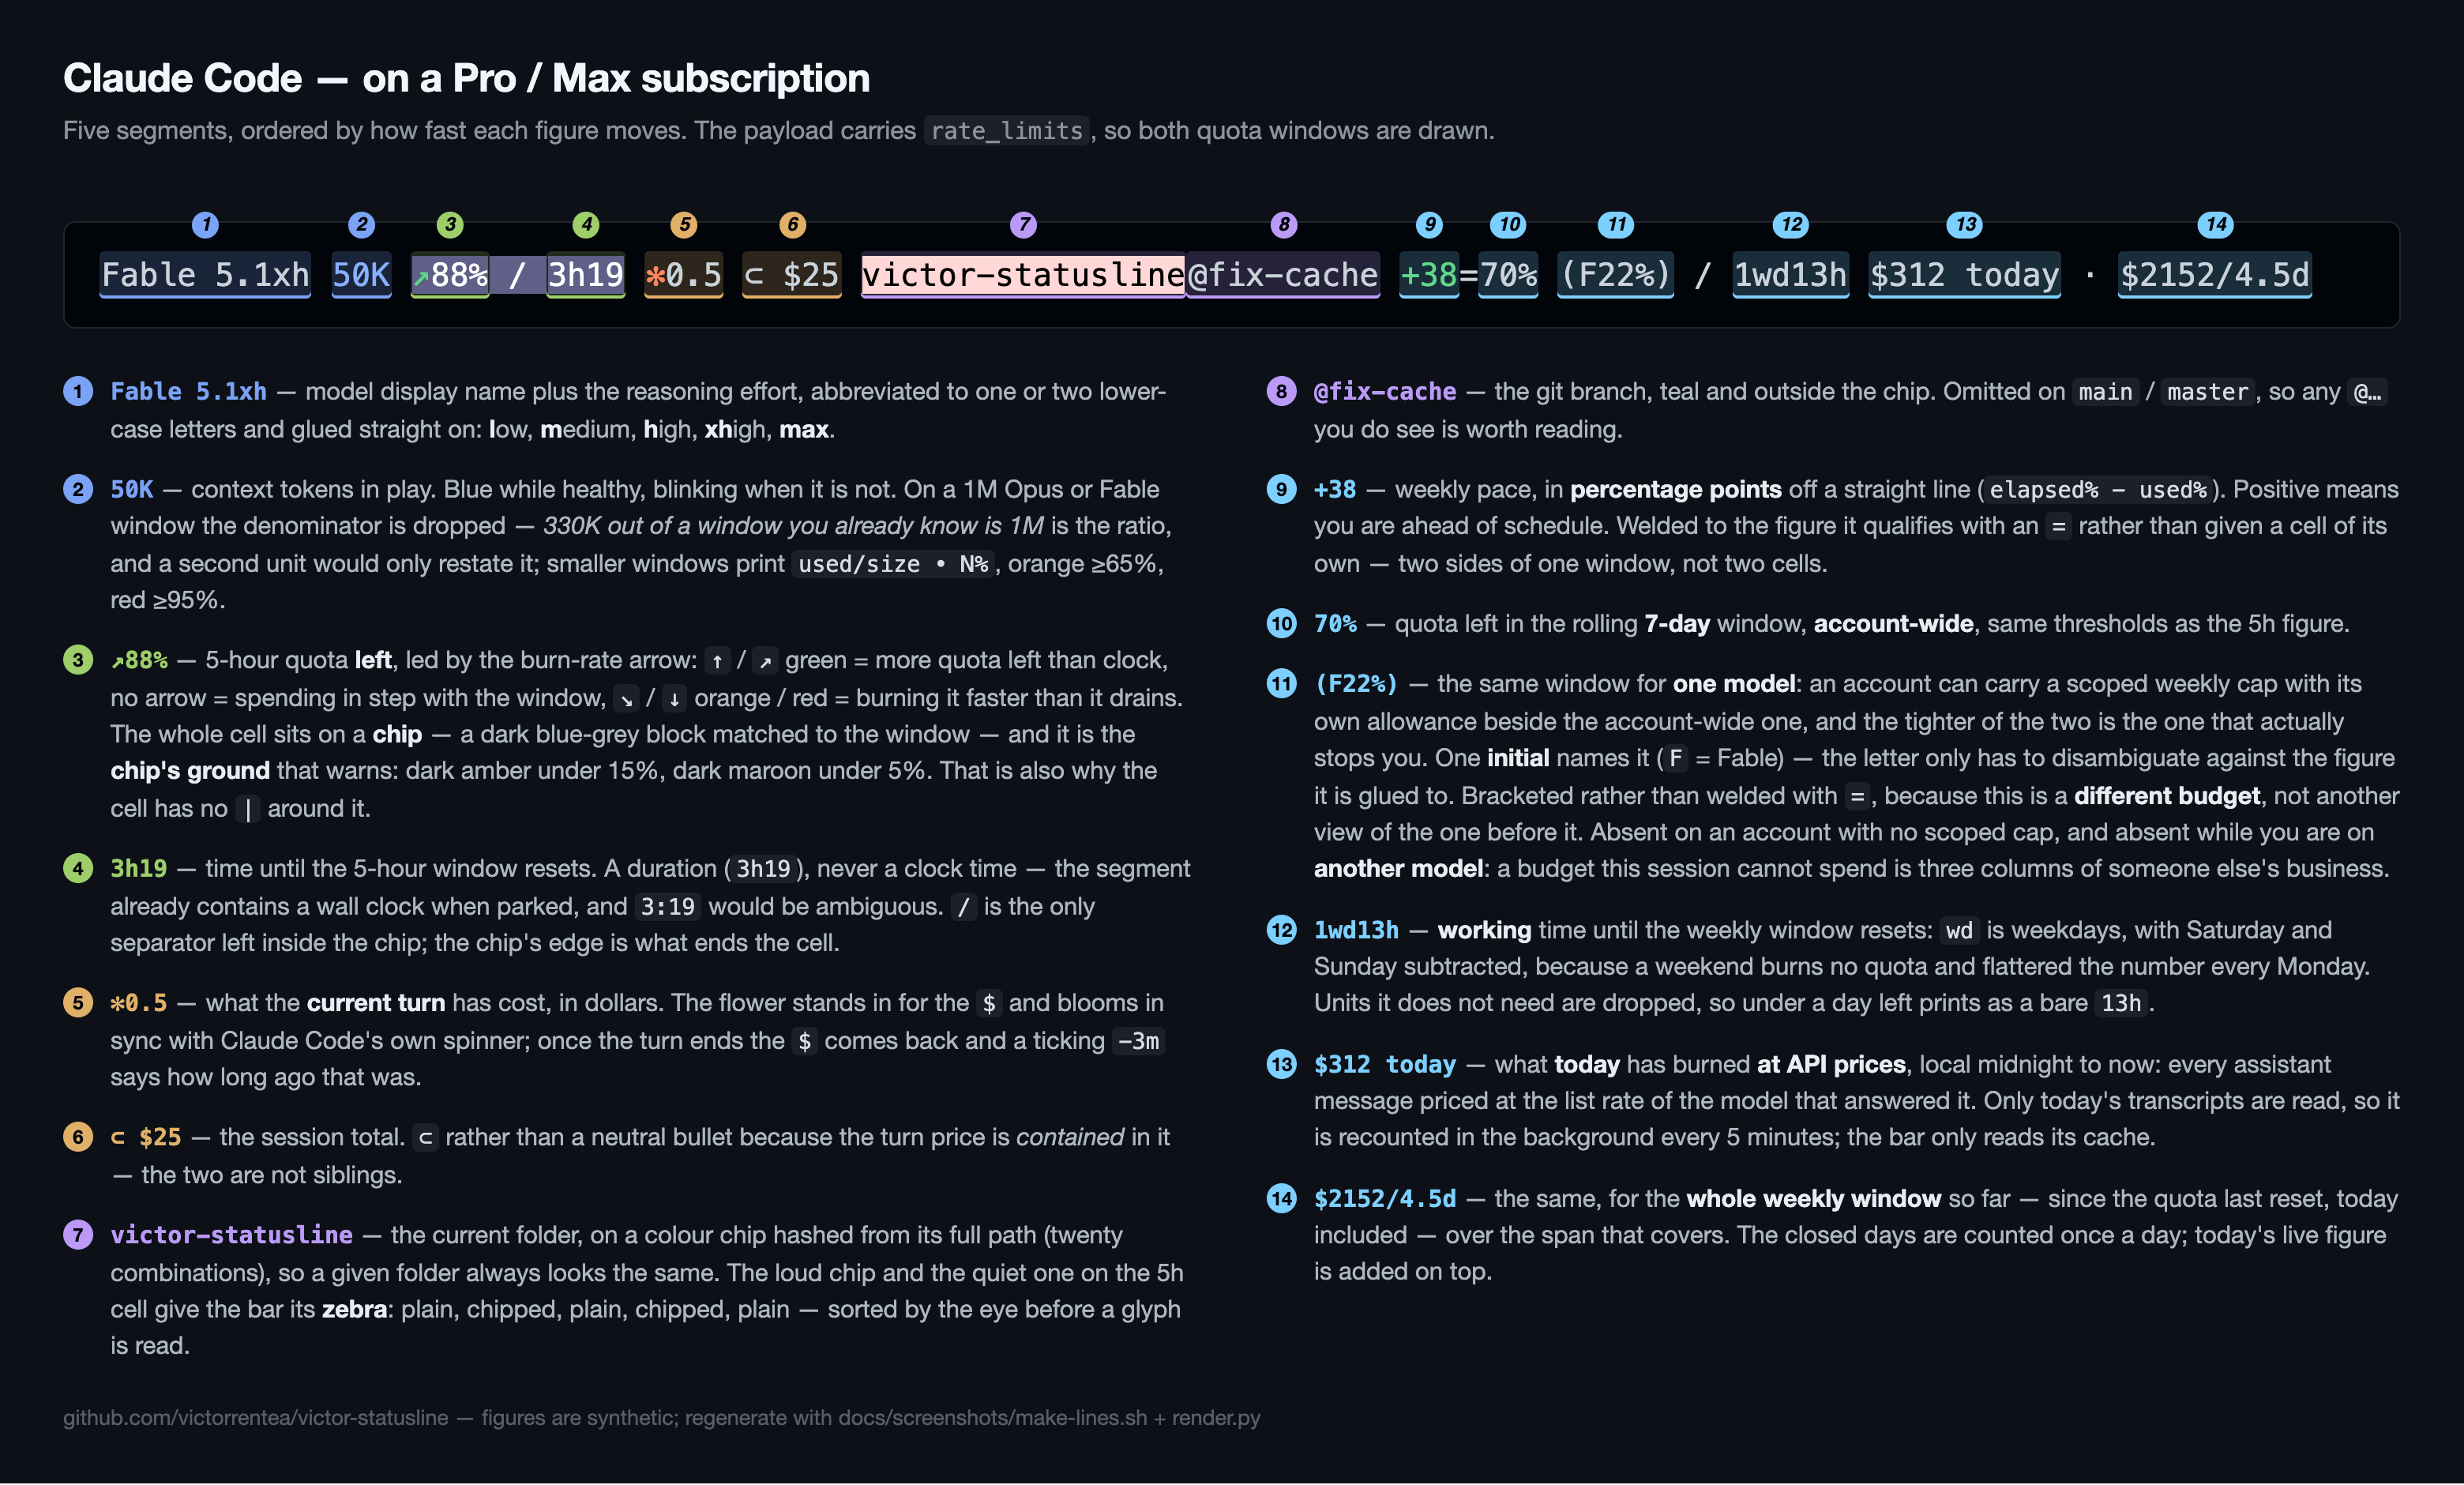 Claude Code — on a Pro / Max subscription
Five segments, ordered by how fast each figure moves. The payload carries rate_limits, so both quota windows are drawn.
1 2 3 4 5 6 7 8 9 10 11 12 13 14
Fable 5.1xh 50K ↗88% / 3h19 ✻0.5 ⊂ $25 victor-statusline@fix-cache +38=70% (F22%) / 1wd13h $312 today · $2152/4.5d
1 Fable 5.1xh — model display name plus the reasoning effort, abbreviated to one or two lower-
case letters and glued straight on: low, medium, high, xhigh, max.
2 50K — context tokens in play. Blue while healthy, blinking when it is not. On a 1M Opus or Fable
window the denominator is dropped — 330K out of a window you already know is 1M is the ratio,
and a second unit would only restate it; smaller windows print used/size • N%, orange ≥65%,
red ≥95%.
3 ↗88% — 5-hour quota left, led by the burn-rate arrow: ↑ / ↗ green = more quota left than clock,
no arrow = spending in step with the window, ↘ / ↓ orange / red = burning it faster than it drains.
The whole cell sits on a chip — a dark blue-grey block matched to the window — and it is the
chip's ground that warns: dark amber under 15%, dark maroon under 5%. That is also why the
cell has no | around it.
4 3h19 — time until the 5-hour window resets. A duration (3h19), never a clock time — the segment
already contains a wall clock when parked, and 3:19 would be ambiguous. / is the only
separator left inside the chip; the chip's edge is what ends the cell.
5 ✻0.5 — what the current turn has cost, in dollars. The flower stands in for the $ and blooms in
sync with Claude Code's own spinner; once the turn ends the $ comes back and a ticking −3m
says how long ago that was.
6 ⊂ $25 — the session total. ⊂ rather than a neutral bullet because the turn price is contained in it
— the two are not siblings.
7 victor-statusline — the current folder, on a colour chip hashed from its full path (twenty
combinations), so a given folder always looks the same. The loud chip and the quiet one on the 5h
cell give the bar its zebra: plain, chipped, plain, chipped, plain — sorted by the eye before a glyph
is read.
8 @fix-cache — the git branch, teal and outside the chip. Omitted on main / master, so any @…
you do see is worth reading.
9 +38 — weekly pace, in percentage points off a straight line (elapsed% − used%). Positive means
you are ahead of schedule. Welded to the figure it qualifies with an = rather than given a cell of its
own — two sides of one window, not two cells.
10 70% — quota left in the rolling 7-day window, account-wide, same thresholds as the 5h figure.
11 (F22%) — the same window for one model: an account can carry a scoped weekly cap with its
own allowance beside the account-wide one, and the tighter of the two is the one that actually
stops you. One initial names it (F = Fable) — the letter only has to disambiguate against the figure
it is glued to. Bracketed rather than welded with =, because this is a different budget, not another
view of the one before it. Absent on an account with no scoped cap, and absent while you are on
another model: a budget this session cannot spend is three columns of someone else's business.
12 1wd13h — working time until the weekly window resets: wd is weekdays, with Saturday and
Sunday subtracted, because a weekend burns no quota and flattered the number every Monday.
Units it does not need are dropped, so under a day left prints as a bare 13h.
13 $312 today — what today has burned at API prices, local midnight to now: every assistant
message priced at the list rate of the model that answered it. Only today's transcripts are read, so it
is recounted in the background every 5 minutes; the bar only reads its cache.
14 $2152/4.5d — the same, for the whole weekly window so far — since the quota last reset, today
included — over the span that covers. The closed days are counted once a day; today's live figure
is added on top.
github.com/victorrentea/victor-statusline — figures are synthetic; regenerate with docs/screenshots/make-lines.sh + render.py